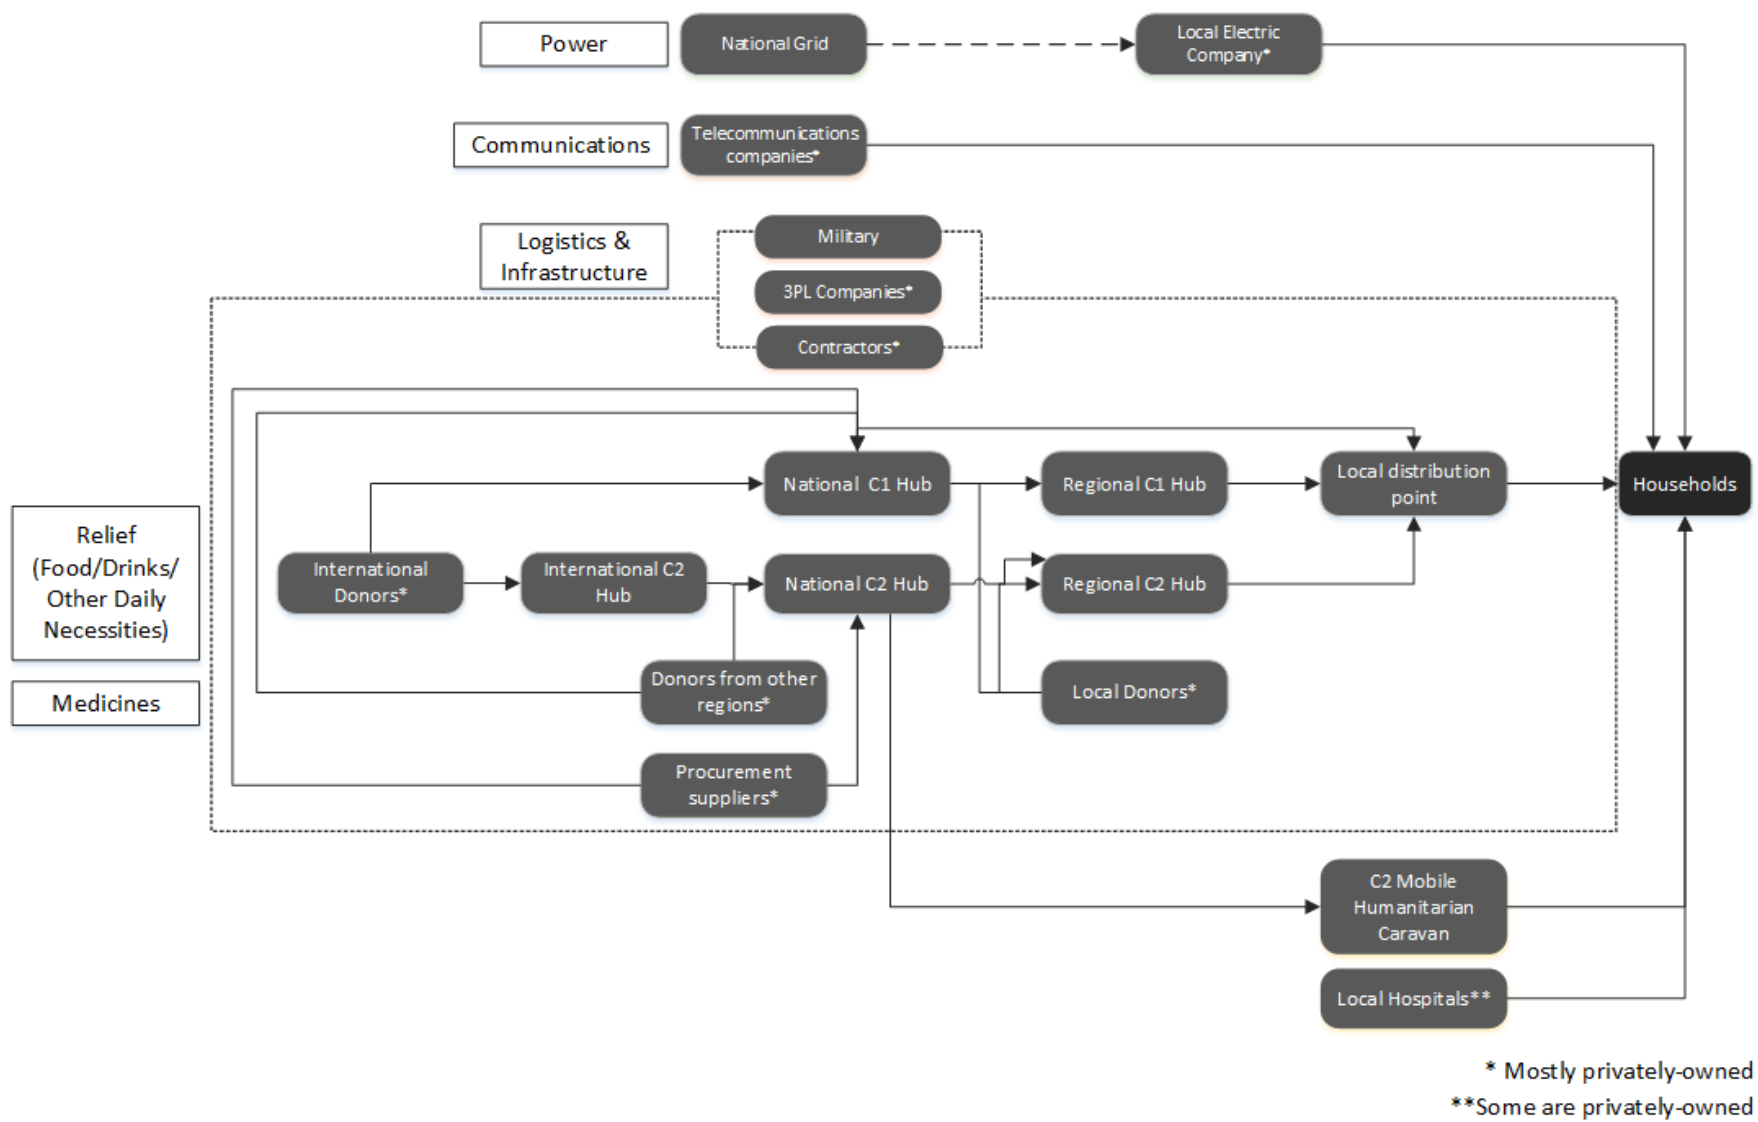 Power
National Grid
Local Electric
Company*
Communications
Telecommunications
companies*
Logistics &
Infrastructure
Military
3PL Companies*
Contractors*
National C1 Hub
Regional C1 Hub
Local distribution
point
Households
Relief
(Food/Drinks/
Other Daily
Necessities)
International
Donors*
International C2
Hub
National C2 Hub
Regional C2 Hub
Medicines
Donors from other
regions*
Local Donors*
Procurement
suppliers*
C2 Mobile
Humanitarian
Caravan
Local Hospitals**
* Mostly privately-owned
**Some are privately-owned